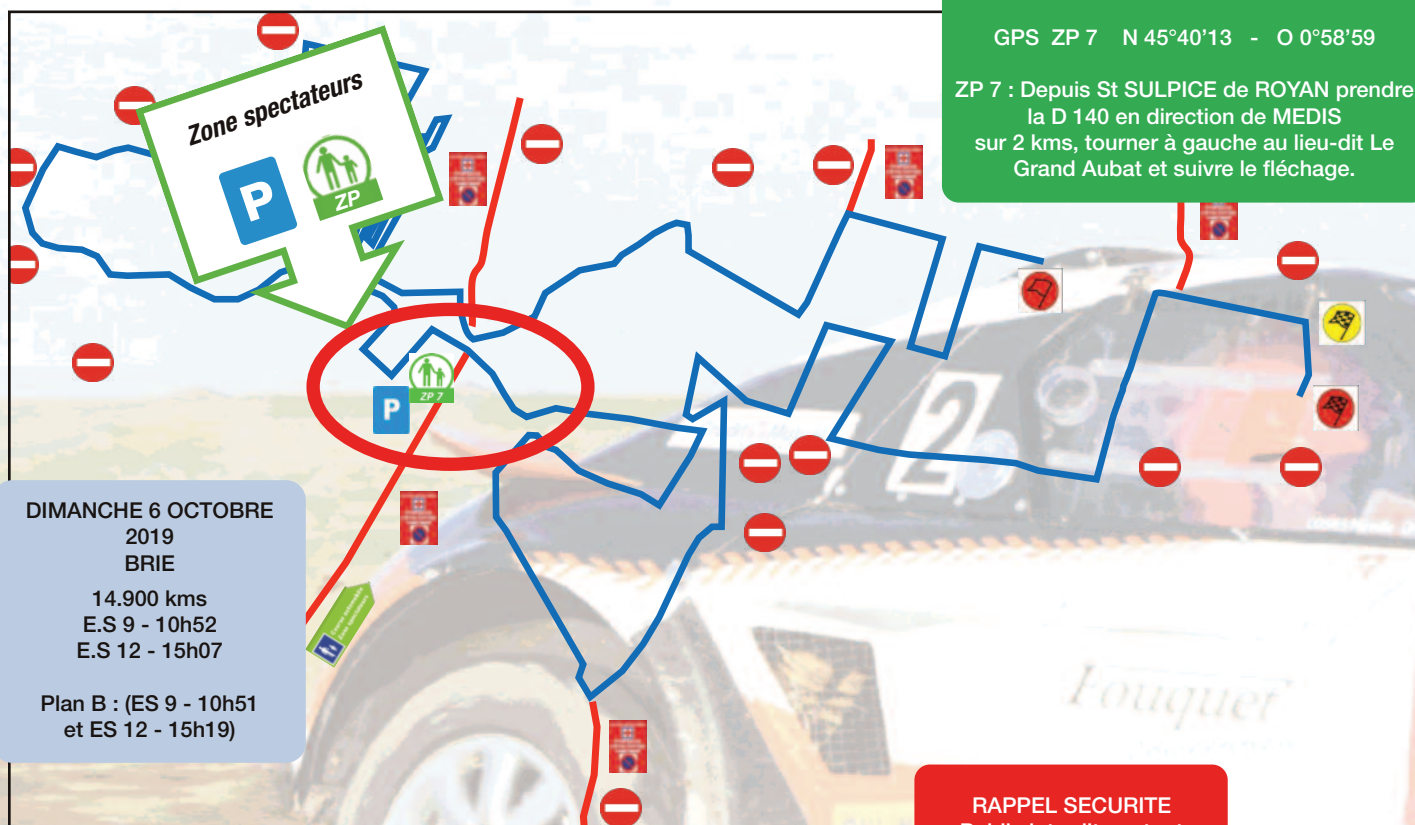 GPS ZP 7 N 45°40'13 - O 0°58'59
ZP 7 : Depuis St SULPICE de ROYAN prendre
la D 140 en direction de MEDIS
sur 2 kms, tourner à gauche au lieu-dit Le
Grand Aubat et suivre le fléchage.
Zone spectateurs
P
ZP
P
ZP 7
2
DIMANCHE 6 OCTOBRE
2019
BRIE
14.900 kms
E.S 9 - 10h52
E.S 12 - 15h07
Plan B : (ES 9 - 10h51
et ES 12 - 15h19)
Fouquet
RAPPEL SECURITE